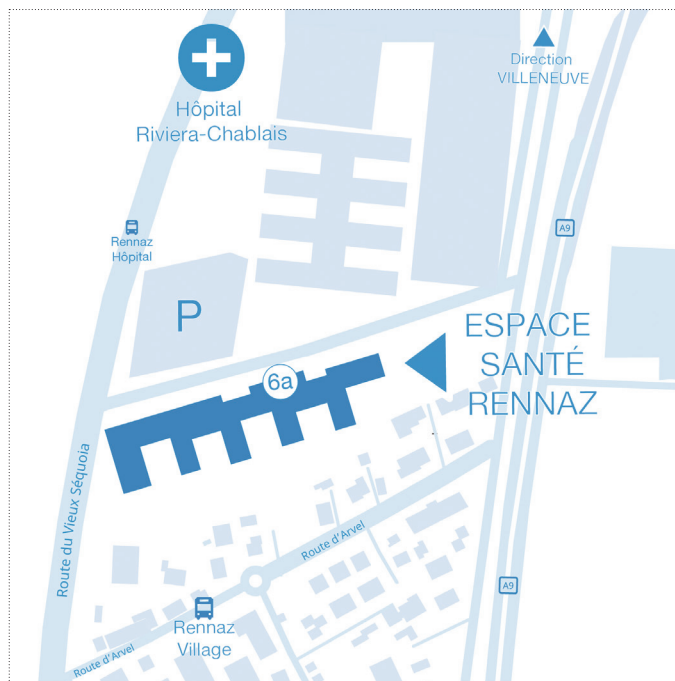 Direction
VILLENEUVE
Hôpital
Riviera-Chablais
A9
Rennaz
Hôpital
P
ESPACE
SANTÉ
RENNAZ
6a
Route du Vieux Séquoia
Route d'Arvel
A9
Rennaz
Village
Route d'Arvel